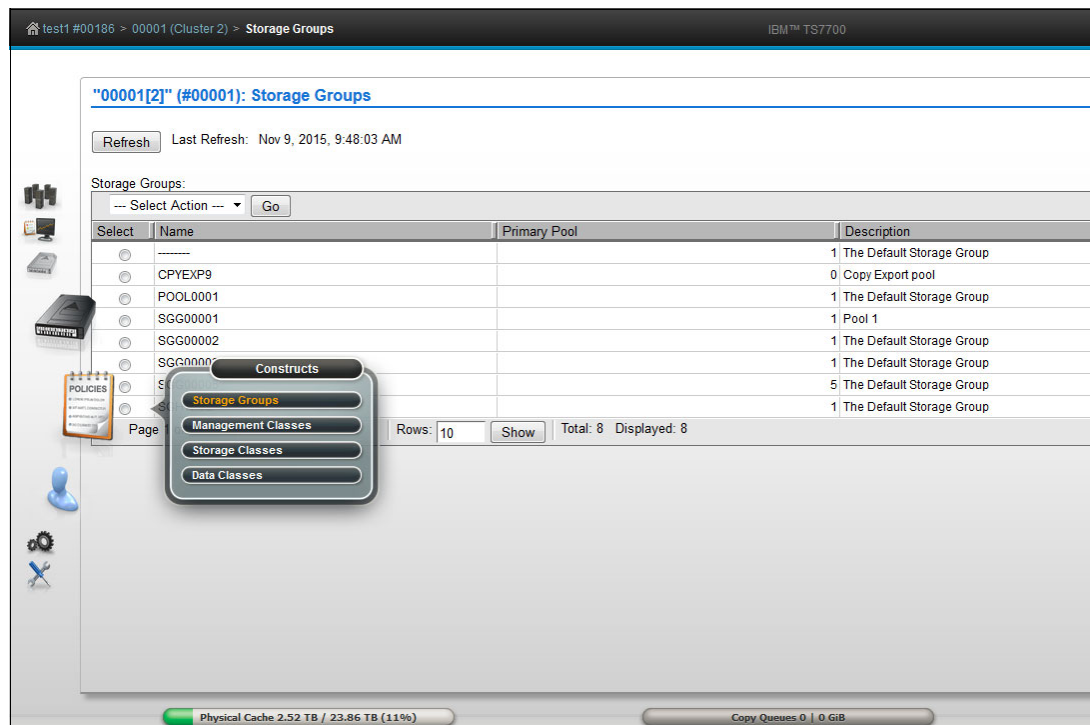 test1 #00186 > 00001 (Cluster 2) > Storage Groups IBM™ TS7700
"00001[2]" (#00001): Storage Groups
Refresh Last Refresh: Nov 9, 2015, 9:48:03 AM
Storage Groups:
--- Select Action --- Go
Select Name Primary Pool Description
-------- 1 The Default Storage Group
CPYEXP9 0 Copy Export pool
POOL0001 1 The Default Storage Group
SGG00001 1 Pool 1
SGG00002 1 The Default Storage Group
1 The Default Storage Group
5 The Default Storage Group
1 The Default Storage Group
Page Rows: 10 Show Total: 8 Displayed: 8
POLICIES
Constructs
Storage Groups
Management Classes
Storage Classes
Data Classes
Physical Cache 2.52 TB / 23.86 TB (11%) Copy Queues 0 | 0 GiB